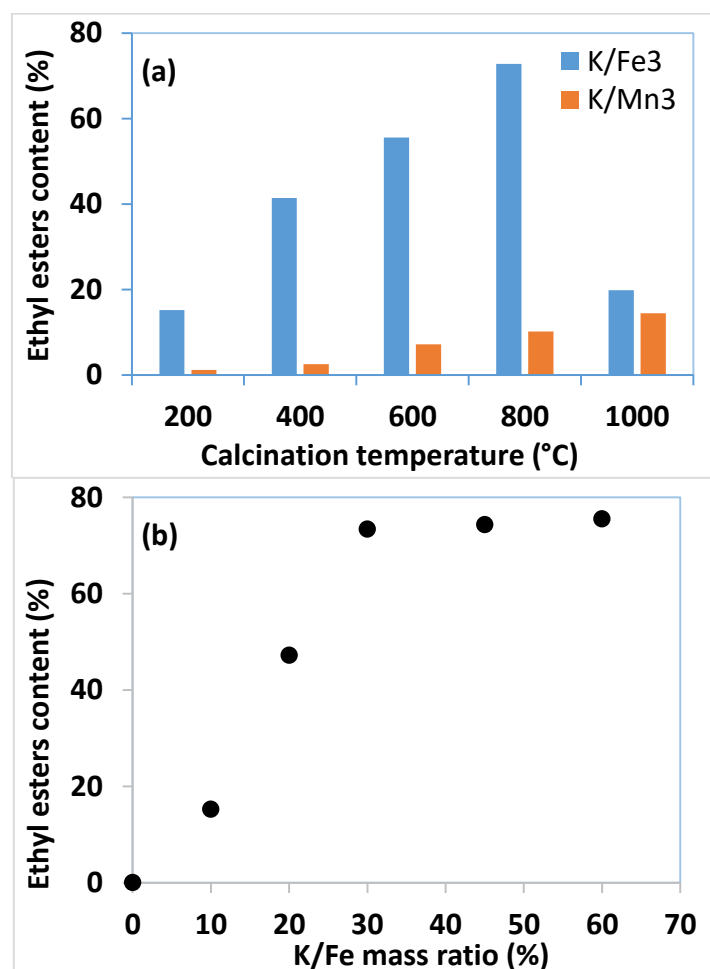 (a)
K/Fe3
K/Mn3
Ethyl esters content (%)
80
60
40
20
0
200 400 600 800 1000
Calcination temperature (°C)
(b)
Ethyl esters content (%)
80
60
40
20
0
0 10 20 30 40 50 60 70
K/Fe mass ratio (%)